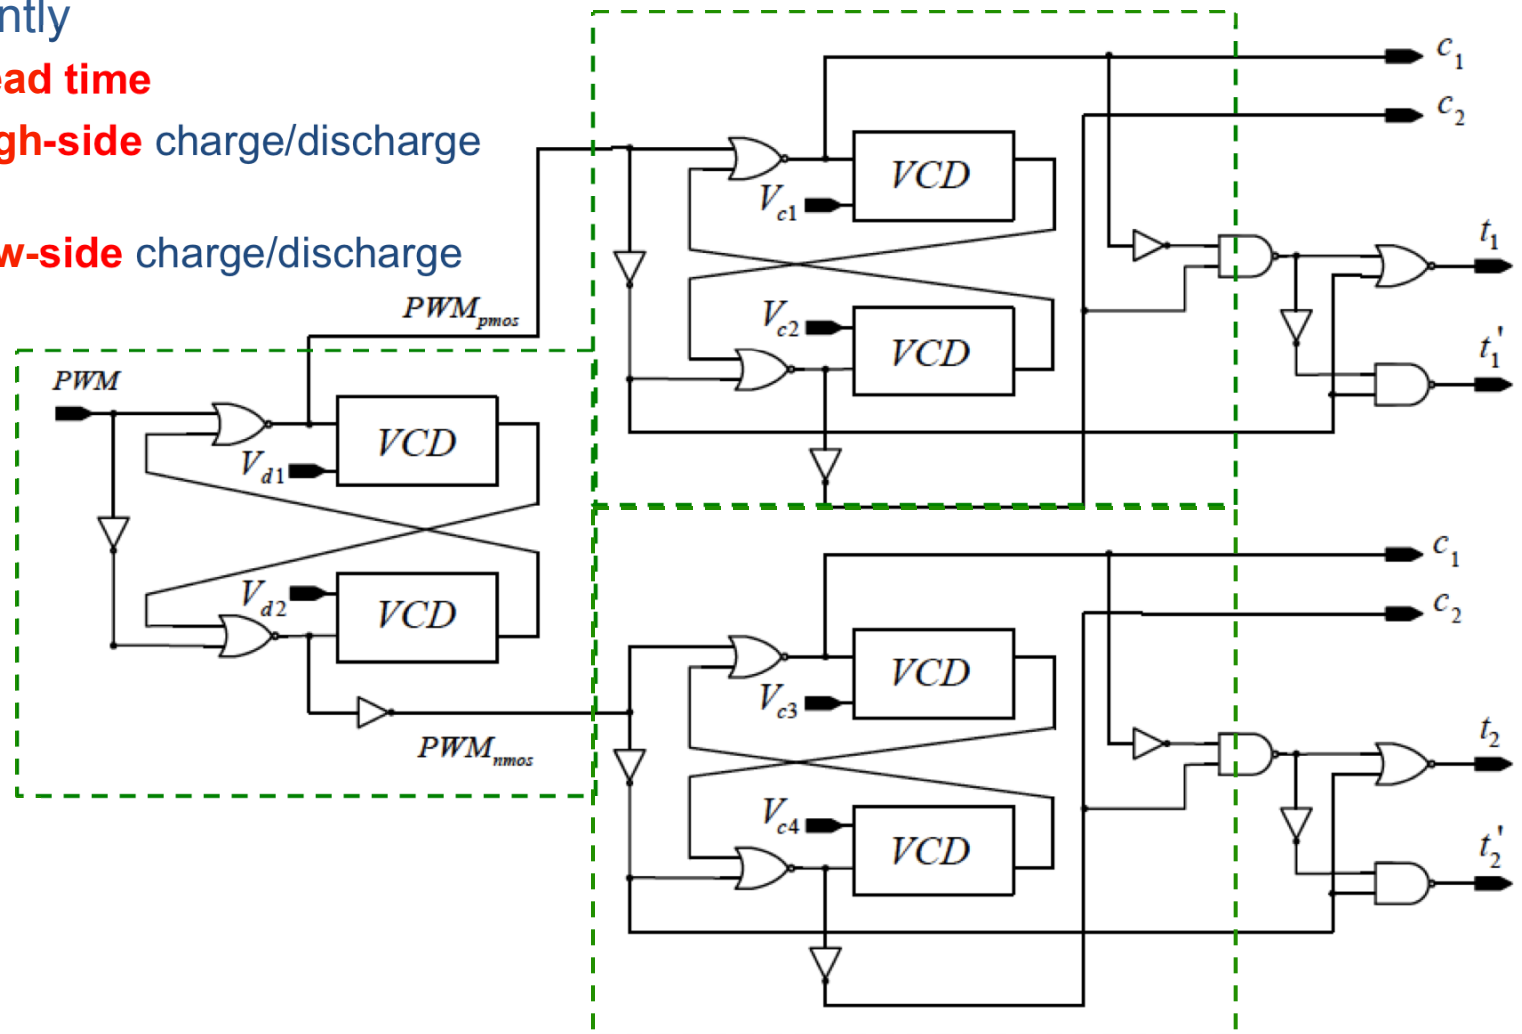 ntly
ead time
gh-side charge/discharge
w-side charge/discharge
c1
c2
VCD
Vc1
t1
Vc2
VCD
t1'
PWMpmos
PWM
VCD
Vd1
Vd2
VCD
PWMnmos
c1
c2
VCD
Vc3
t2
Vc4
VCD
t2'